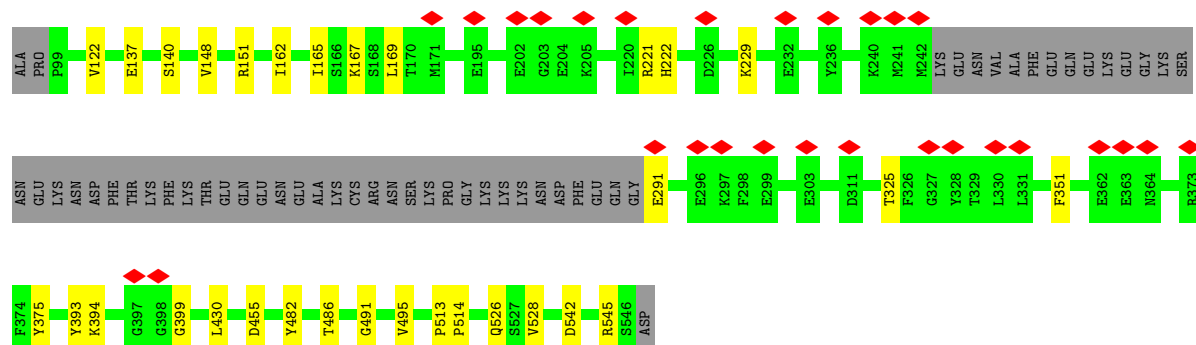 ALA PRO P99 V122 E137 S140 V148 R151 I162 I165 S166 K167 S168 L169 T170 M171 E195 E202 G203 E204 K205 I220 R221 H222 D226 K229 E232 Y236 K240 M241 M242 LYS GLU ASN VAL ALA PHE GLU GLN GLU LYS GLU GLY LYS SER
ASN GLU LYS ASN ASP PHE THR LYS PHE LYS THR GLU GLN GLU ASN GLU ALA LYS CYS ARG ASN SER LYS PRO GLY LYS LYS LYS ASN ASP PHE GLU GLN GLY E291 E296 K297 F298 E299 E303 D311 T325 F326 G327 Y328 T329 L330 L331 F351 E362 E363 N364 R373
F374 Y375 Y393 K394 G397 G398 G399 L430 D455 Y482 T486 G491 V495 P513 P514 Q526 S527 V528 D542 R545 S546 ASP